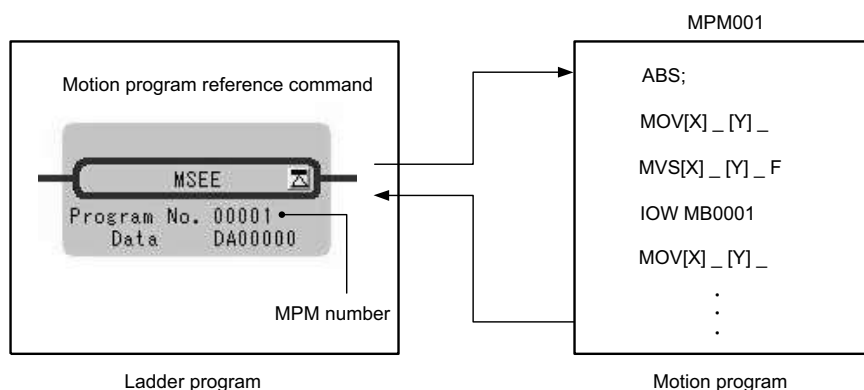 Motion program reference command
MSEE
Program No. 00001
Data DA00000
MPM number
Ladder program
MPM001
ABS;
MOV[X] _ [Y] _
MVS[X] _ [Y] _ F
IOW MB0001
MOV[X] _ [Y] _
Motion program